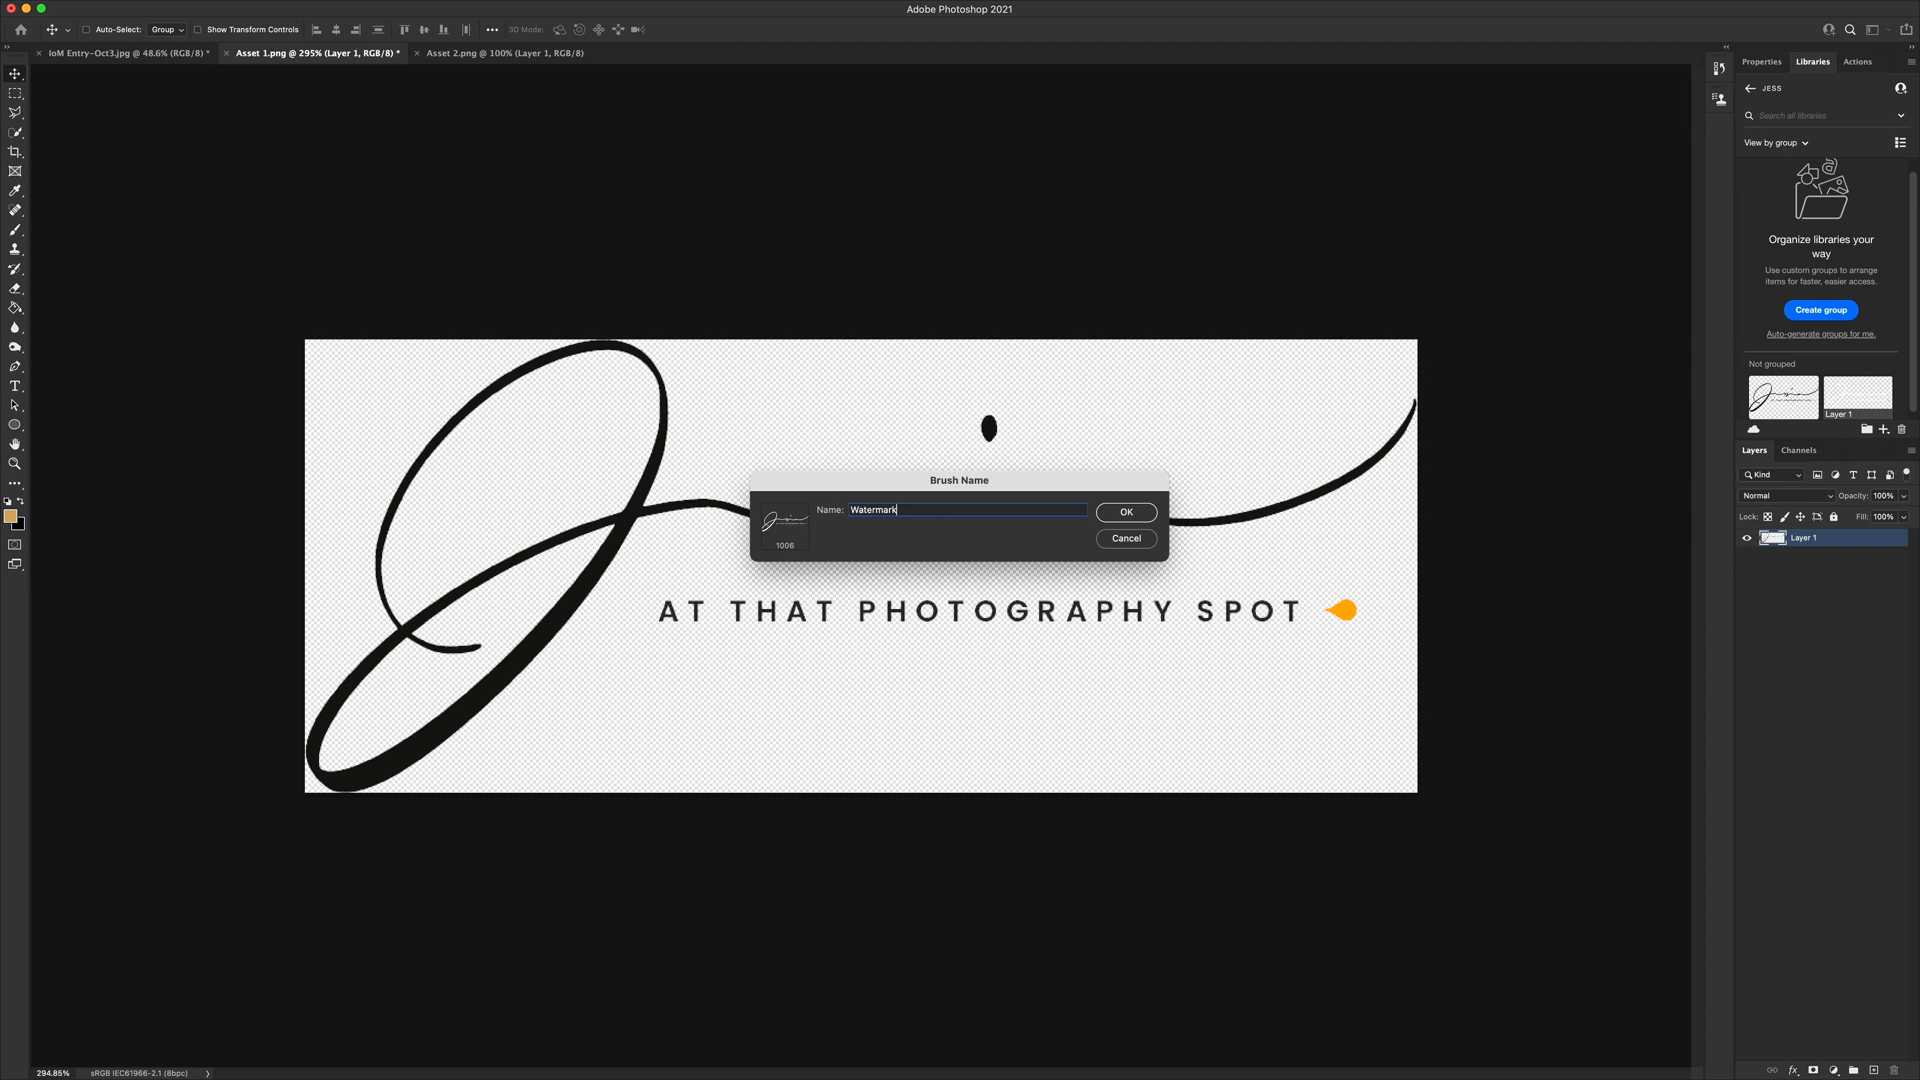 Adobe Photoshop 2021
Auto-Select: Group Show Transform Controls 3D Mode:
IoM Entry-Oct3.jpg @ 48.6% (RGB/8) * Asset 1.png @ 295% (Layer 1, RGB/8) * Asset 2.png @ 100% (Layer 1, RGB/8)
Properties Libraries Actions
JESS
Search all libraries
View by group
Organize libraries your
way
Use custom groups to arrange
items for faster, easier access.
Create group
Auto-generate groups for me.
Not grouped
Layer 1
Layers Channels
Kind
Normal Opacity: 100%
Lock: Fill: 100%
Layer 1
Brush Name
Name: Watermark
OK
Cancel
1006
AT THAT PHOTOGRAPHY SPOT
294.85% sRGB IEC61966-2.1 (8bpc)